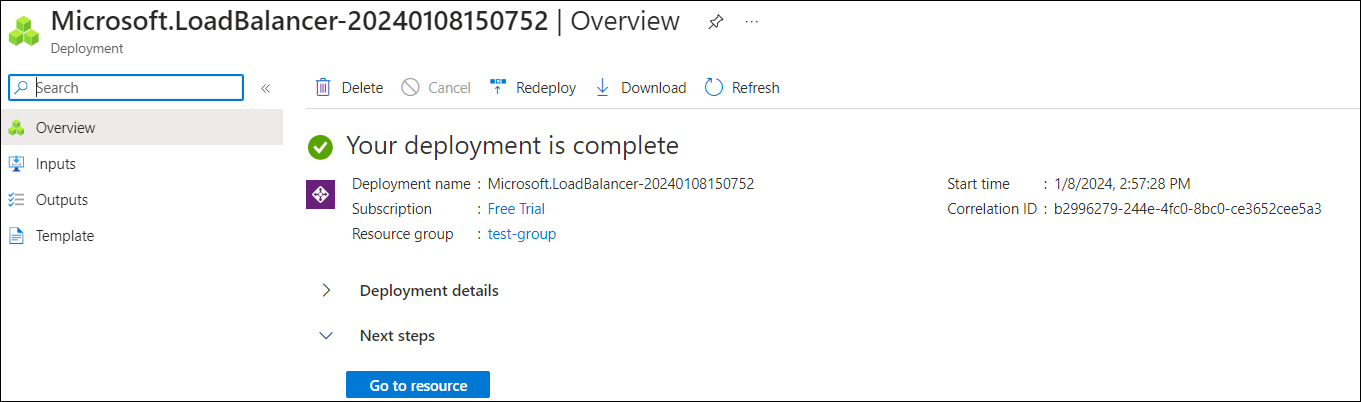 Microsoft.LoadBalancer-20240108150752 | Overview
Deployment
Search
Overview
Inputs
Outputs
Template
Delete Cancel Redeploy Download Refresh
Your deployment is complete
Deployment name : Microsoft.LoadBalancer-20240108150752
Subscription : Free Trial
Resource group : test-group
Start time : 1/8/2024, 2:57:28 PM
Correlation ID : b2996279-244e-4fc0-8bc0-ce3652cee5a3
Deployment details
Next steps
Go to resource